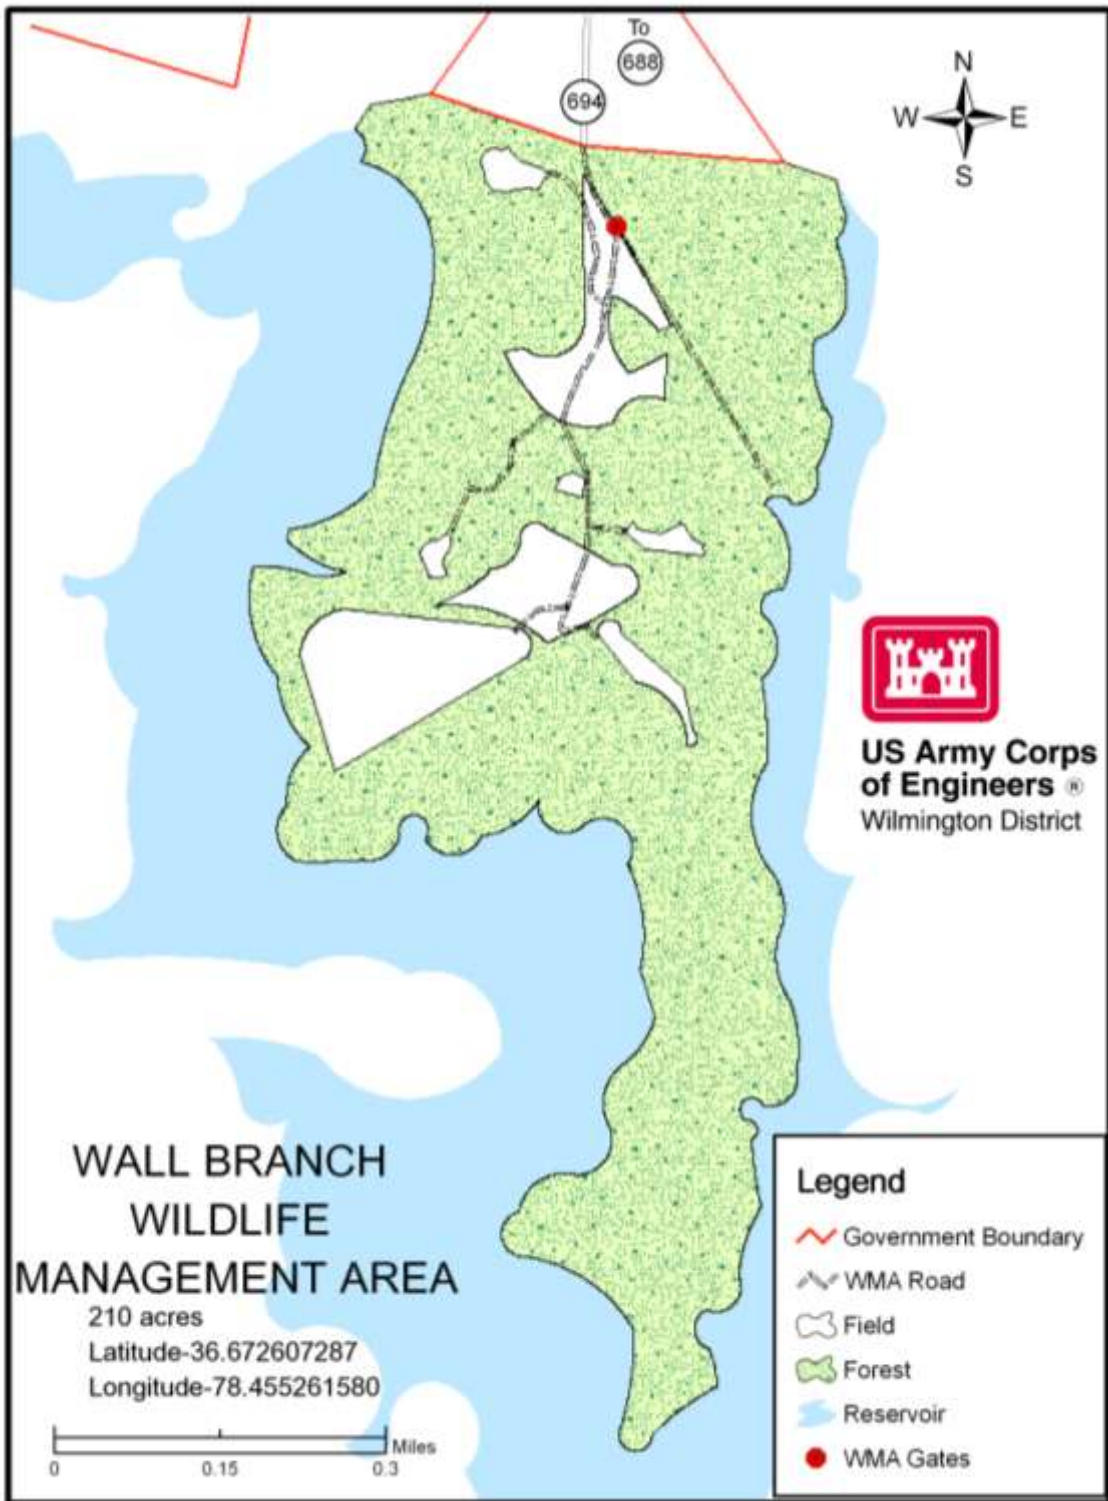 To
688
694
N
W E
S
US Army Corps
of Engineers ®
Wilmington District
WALL BRANCH
WILDLIFE
MANAGEMENT AREA
210 acres
Latitude-36.672607287
Longitude-78.455261580
Miles
0 0.15 0.3
Legend
Government Boundary
WMA Road
Field
Forest
Reservoir
WMA Gates